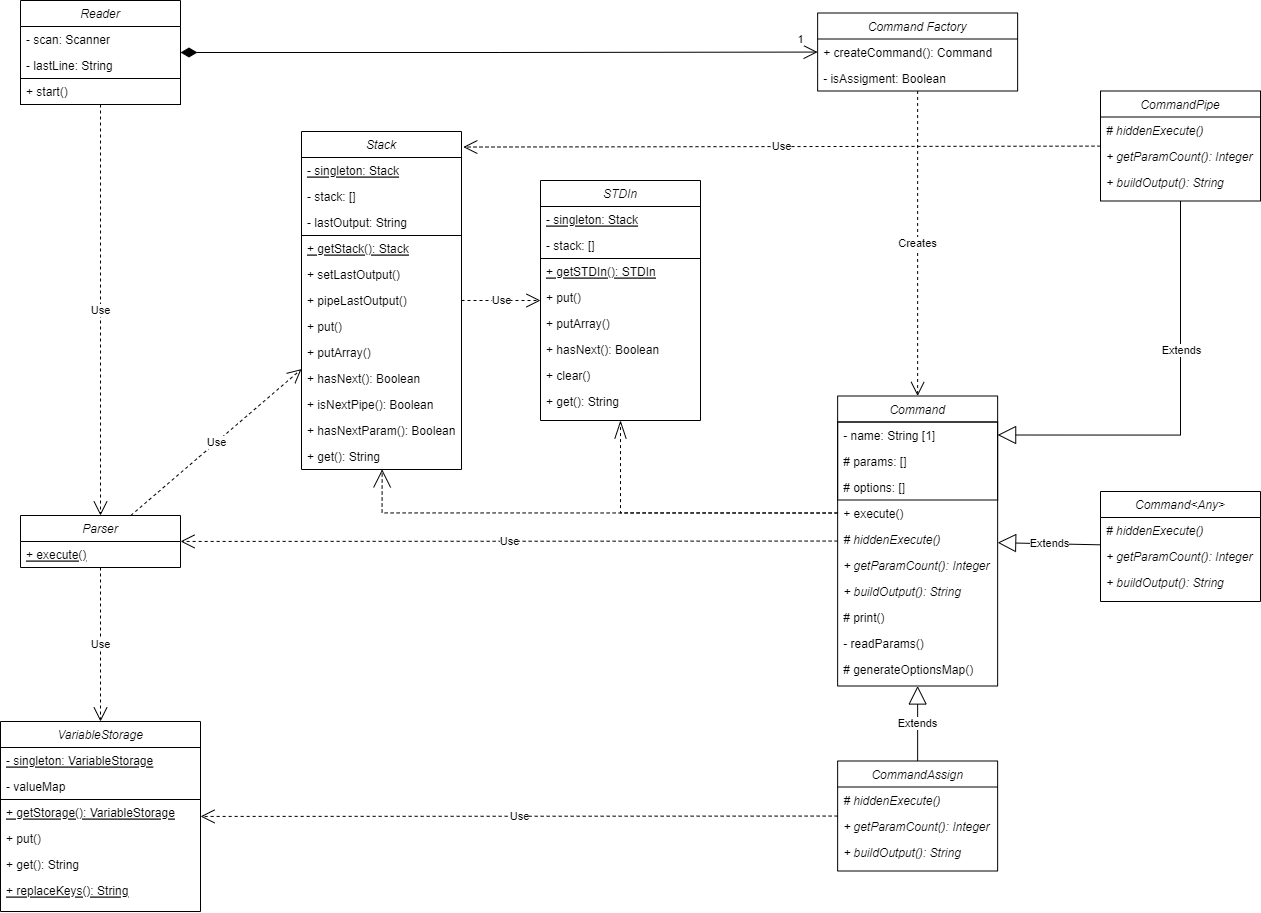 Reader
- scan: Scanner
- lastLine: String
+ start()
1
Command Factory
+ createCommand(): Command
- isAssigment: Boolean
CommandPipe
# hiddenExecute()
+ getParamCount(): Integer
+ buildOutput(): String
Use
Stack
- singleton: Stack
- stack: []
- lastOutput: String
+ getStack(): Stack
+ setLastOutput()
+ pipeLastOutput()
+ put()
+ putArray()
+ hasNext(): Boolean
+ isNextPipe(): Boolean
+ hasNextParam(): Boolean
+ get(): String
Use
STDIn
- singleton: Stack
- stack: []
+ getSTDIn(): STDIn
+ put()
+ putArray()
+ hasNext(): Boolean
+ clear()
+ get(): String
Creates
Use
Extends
Use
Command
- name: String [1]
# params: []
# options: []
+ execute()
# hiddenExecute()
+ getParamCount(): Integer
+ buildOutput(): String
# print()
- readParams()
# generateOptionsMap()
Extends
Command<Any>
# hiddenExecute()
+ getParamCount(): Integer
+ buildOutput(): String
Parser
+ execute()
Use
Use
Extends
VariableStorage
- singleton: VariableStorage
- valueMap
+ getStorage(): VariableStorage
+ put()
+ get(): String
+ replaceKeys(): String
Use
CommandAssign
# hiddenExecute()
+ getParamCount(): Integer
+ buildOutput(): String